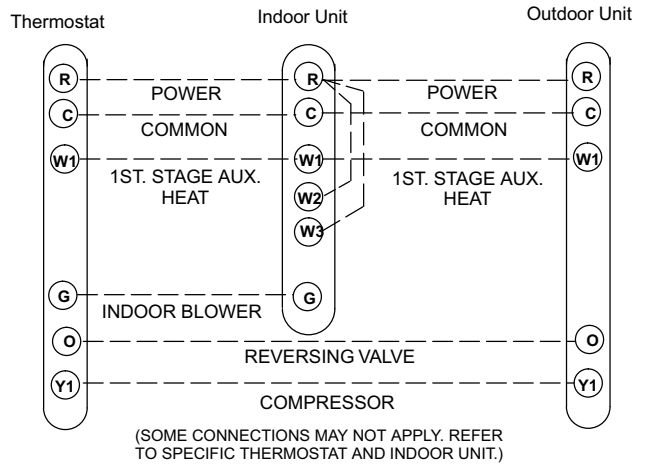 Thermostat Indoor Unit Outdoor Unit
R R R
POWER POWER
C C C
COMMON COMMON
W1 W1 W1
1ST. STAGE AUX. 1ST. STAGE AUX.
HEAT HEAT
W2
W3
G G
INDOOR BLOWER
O O
REVERSING VALVE
Y1 Y1
COMPRESSOR
(SOME CONNECTIONS MAY NOT APPLY. REFER
TO SPECIFIC THERMOSTAT AND INDOOR UNIT.)